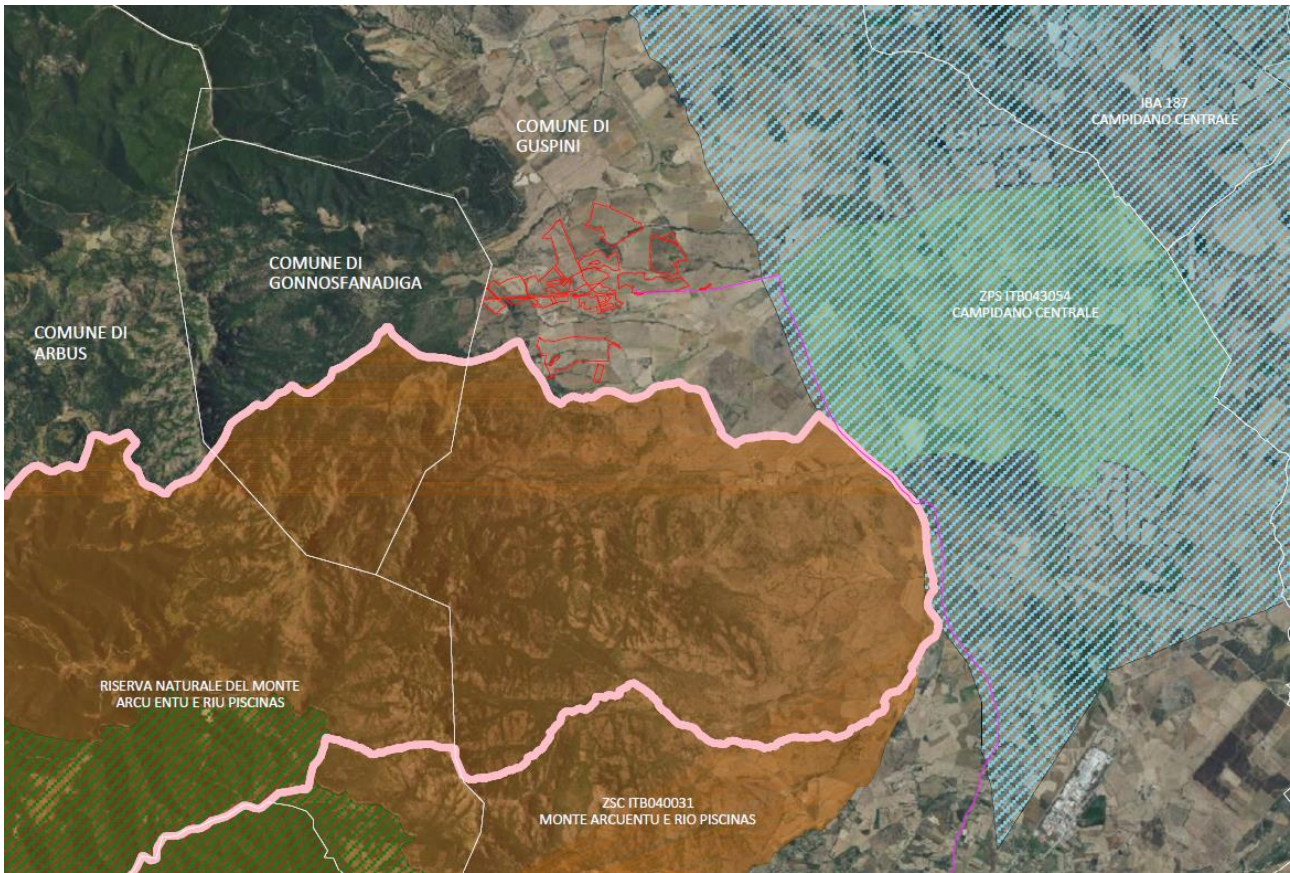 IBA 187
CAMPIDANO CENTRALE
COMUNE DI
GUSPINI
COMUNE DI
GONNOSFANADIGA
ZPS ITB043054
CAMPIDANO CENTRALE
COMUNE DI
ARBUS
RISERVA NATURALE DEL MONTE
ARCU ENTU E RIU PISCINAS
ZSC ITB040031
MONTE ARCUENTU E RIO PISCINAS